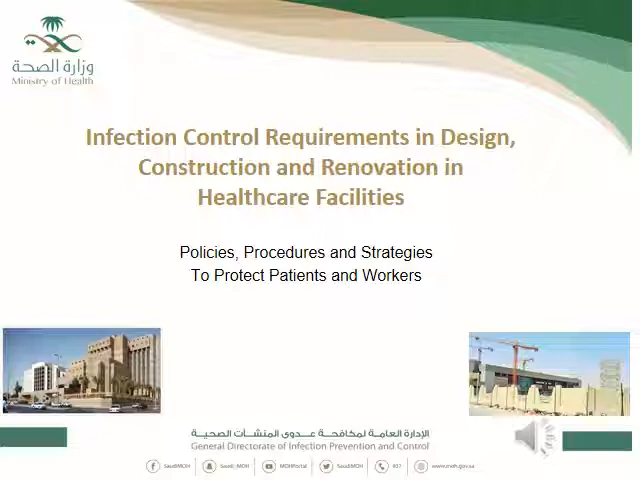 وزارة الصحة
Ministry of Health
Infection Control Requirements in Design,
Construction and Renovation in
Healthcare Facilities
Policies, Procedures and Strategies
To Protect Patients and Workers
الإدارة العامة لمكافحة عدوى المنشآت الصحية
General Directorate of Infection Prevention and Control
SaudiMOH
Saudi_MOH
MOHPortal
SaudiMOH
937
www.moh.gov.sa